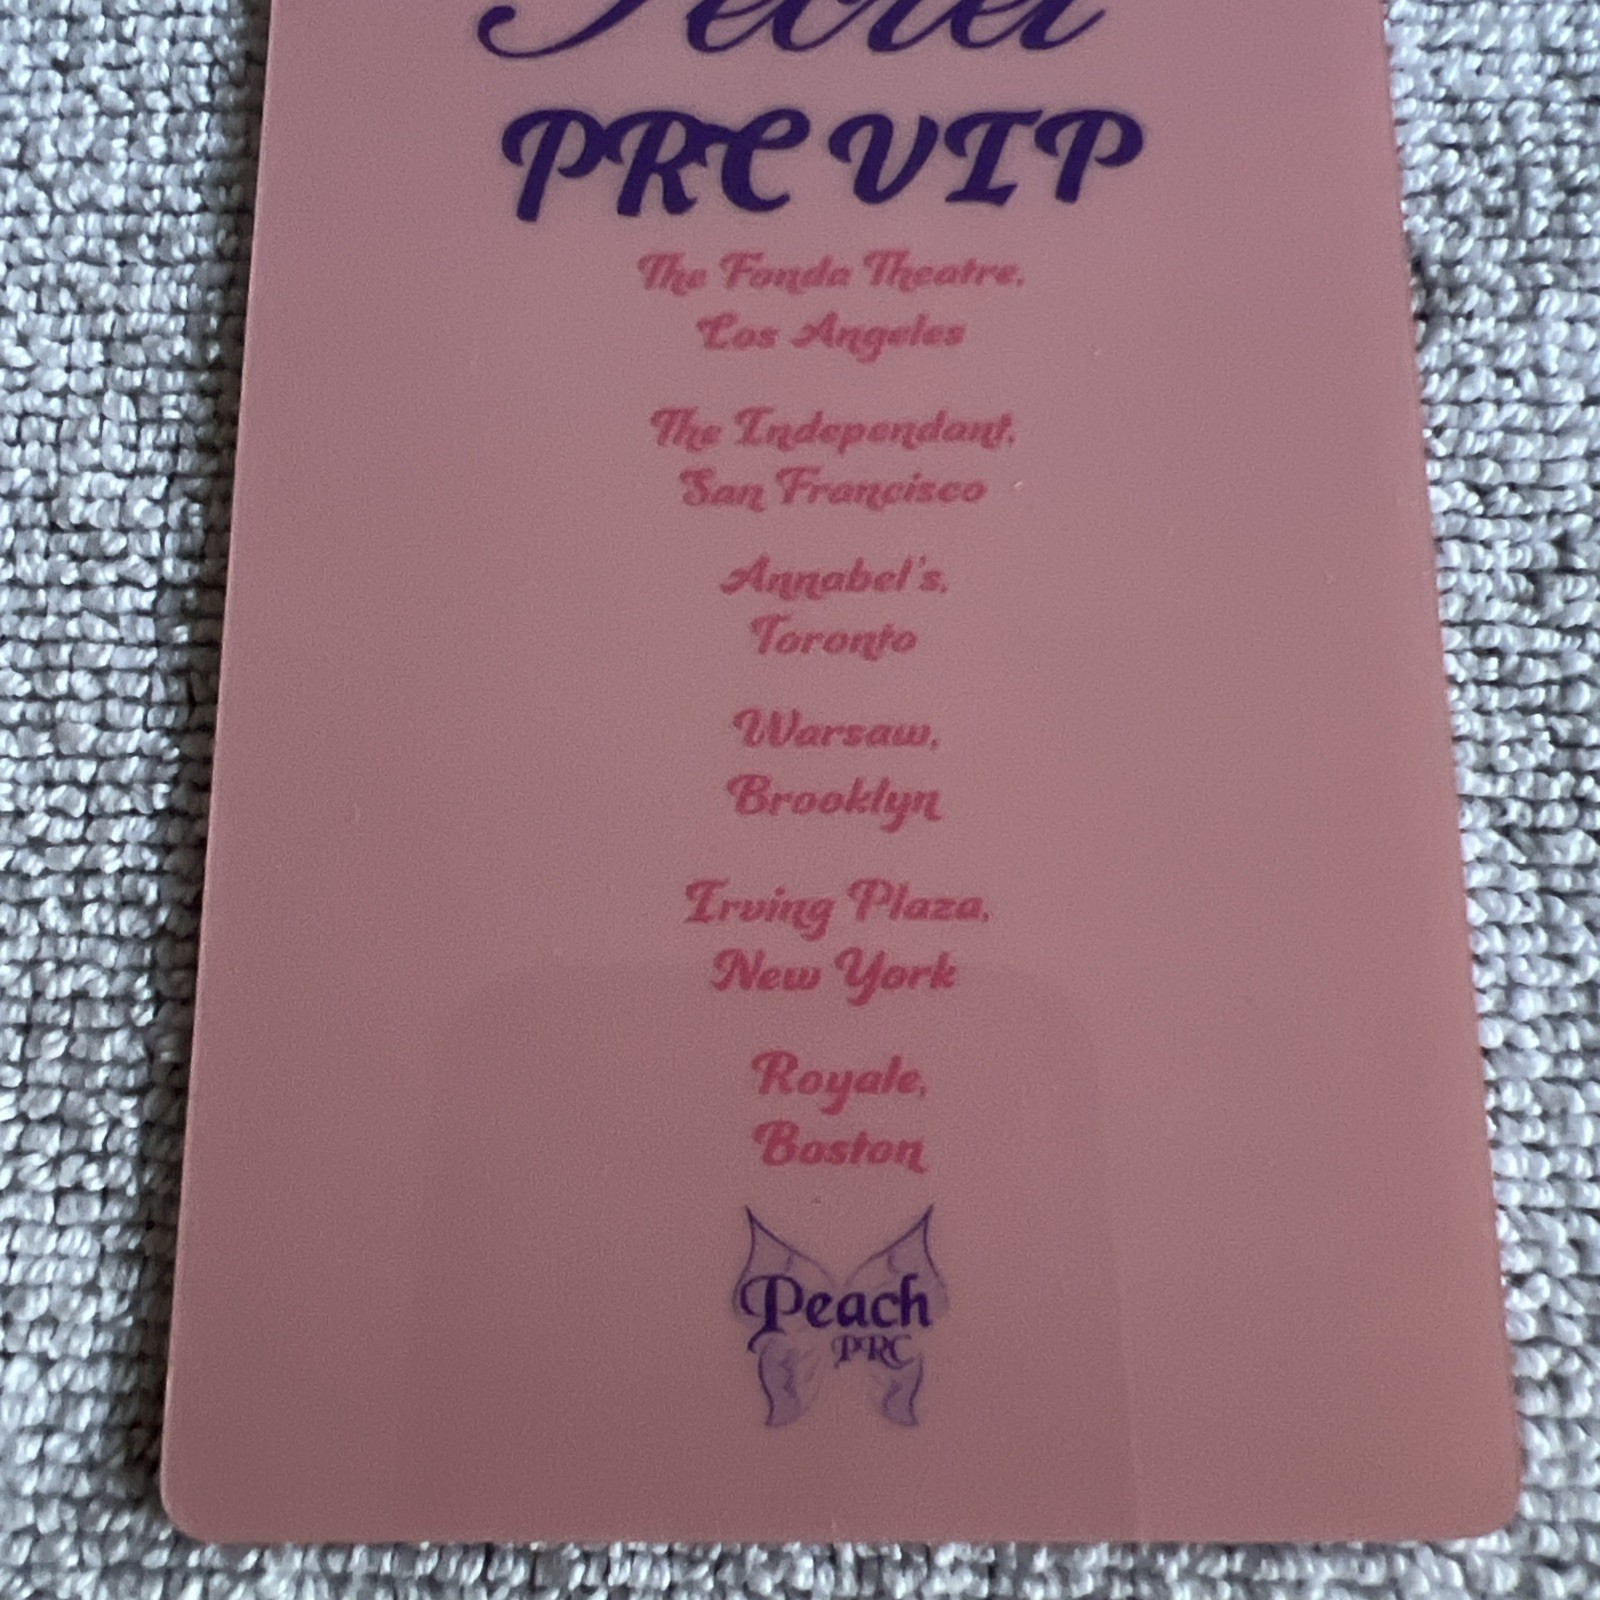 Secret
PRC VIP
The Fonda Theatre,
Los Angeles
The Independant,
San Francisco
Annabel's,
Toronto
Warsaw,
Brooklyn
Irving Plaza,
New York
Royale,
Boston
Peach
PRC